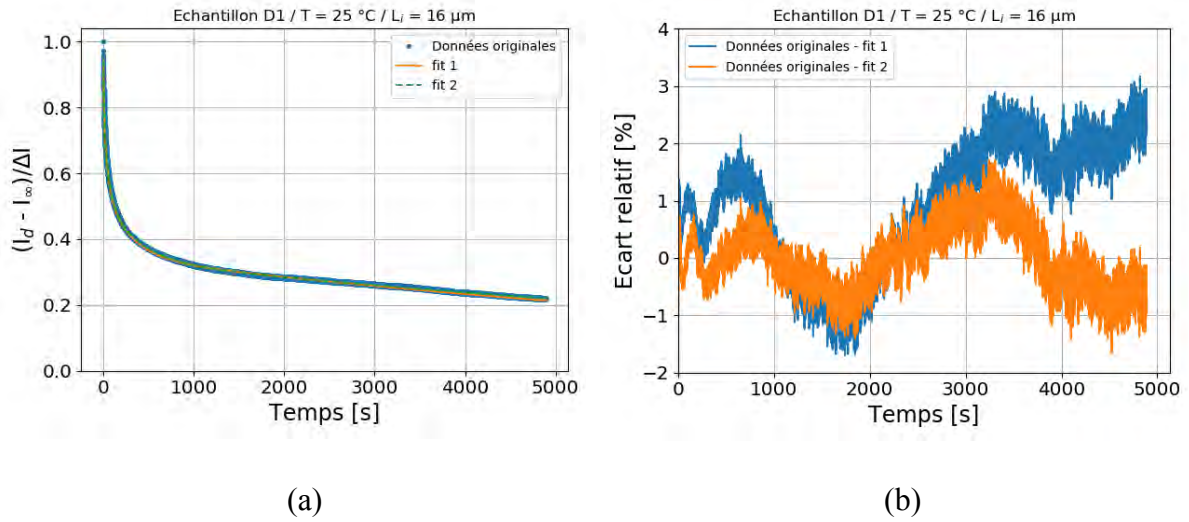 Echantillon D1 / T = 25 °C / Lᵢ = 16 µm
(I_d - I_∞)/ΔI
1.0
0.8
0.6
0.4
0.2
0.0
Données originales
fit 1
fit 2
0 1000 2000 3000 4000 5000
Temps [s]
(a)
Echantillon D1 / T = 25 °C / Lᵢ = 16 µm
Ecart relatif [%]
4
3
2
1
0
−1
−2
Données originales - fit 1
Données originales - fit 2
0 1000 2000 3000 4000 5000
Temps [s]
(b)